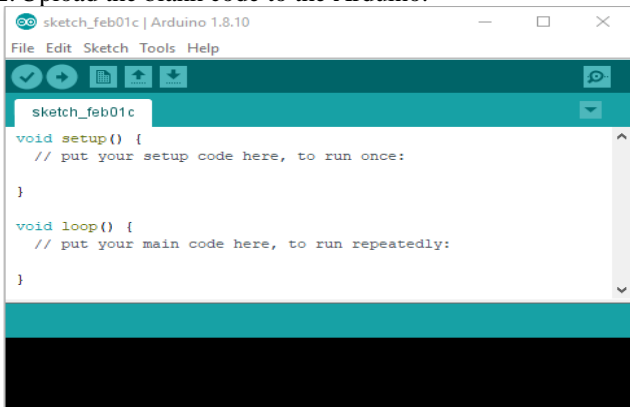 Upload the blank code to the Arduino.
sketch_feb01c | Arduino 1.8.10
File Edit Sketch Tools Help
sketch_feb01c
void setup() {
// put your setup code here, to run once:
}
void loop() {
// put your main code here, to run repeatedly:
}